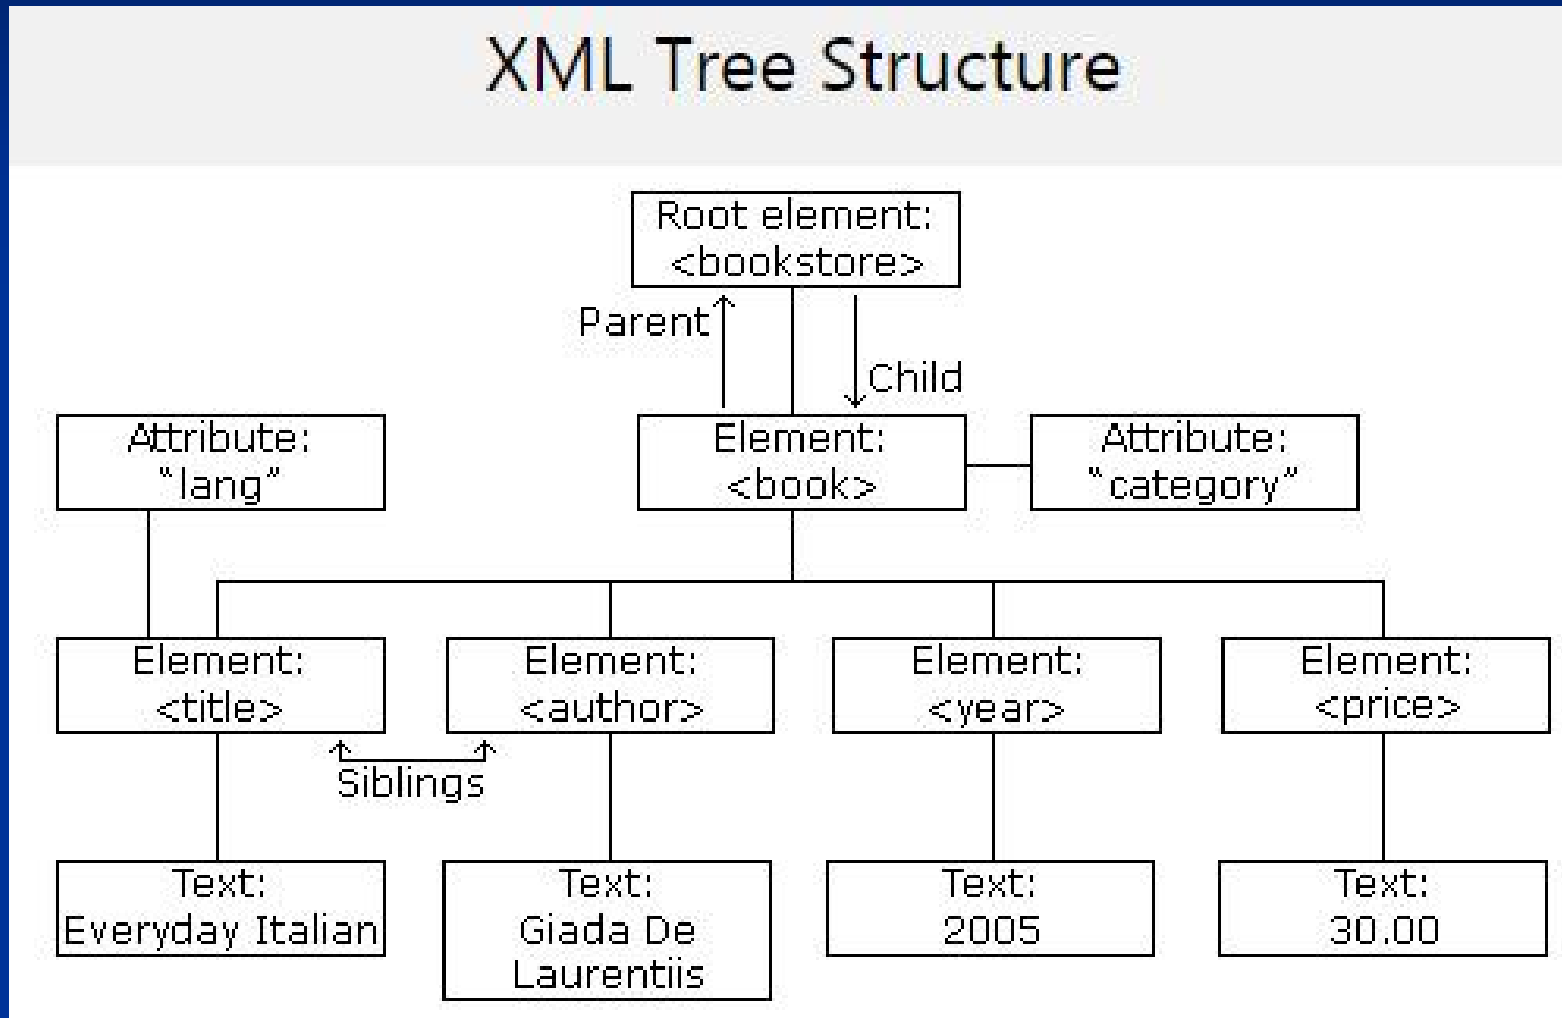 XML Tree Structure
Root element:
<bookstore>
Parent
Child
Attribute:
"lang"
Element:
<book>
Attribute:
"category"
Element:
<title>
Element:
<author>
Element:
<year>
Element:
<price>
Siblings
Text:
Everyday Italian
Text:
Giada De
Laurentiis
Text:
2005
Text:
30.00